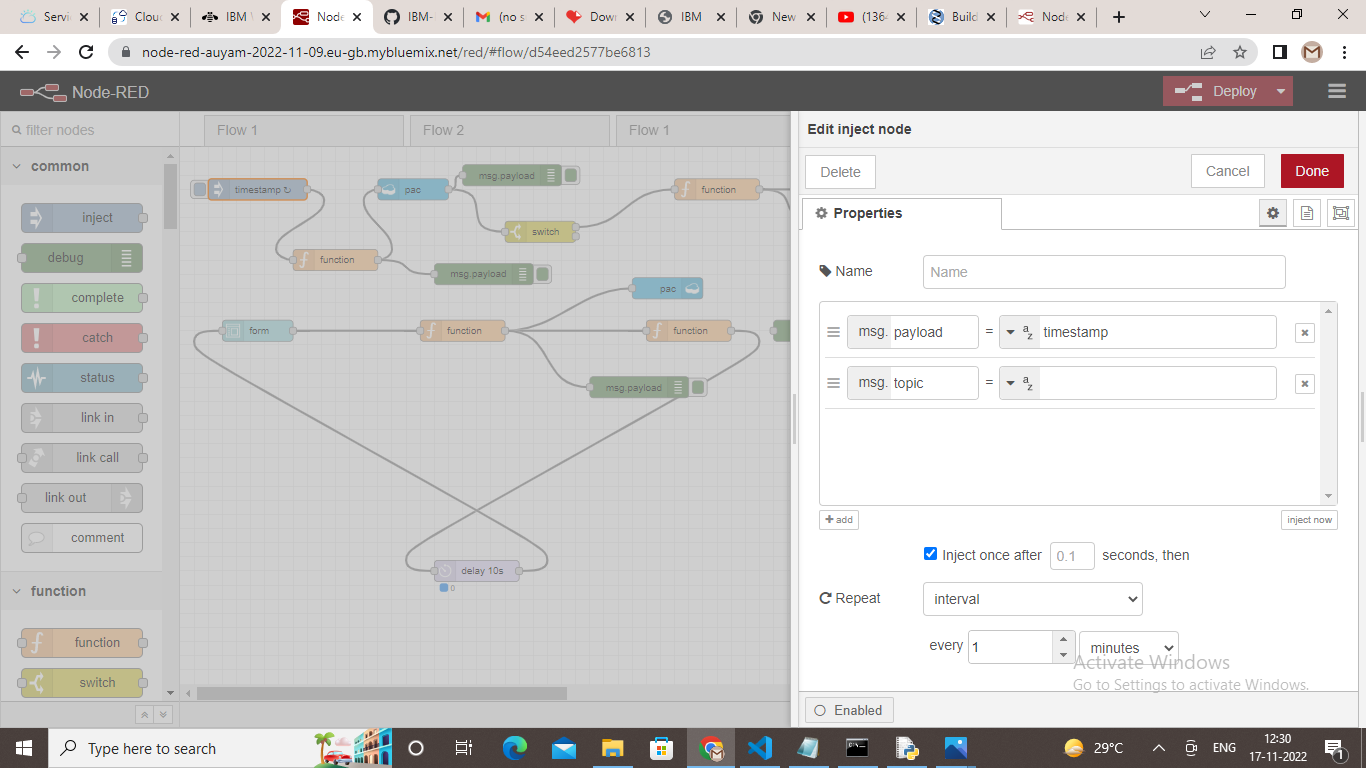 Servic
Cloud
IBM W
Node-
IBM-
(no s
Down
IBM
New
(136
Build
Node
node-red-auyam-2022-11-09.eu-gb.mybluemix.net/red/#flow/d54eed2577be6813
Node-RED
Deploy
filter nodes
Flow 1
Flow 2
Flow 1
Edit inject node
Delete
Cancel
Done
Properties
common
inject
debug
complete
catch
status
link in
link call
link out
comment
function
function
switch
timestamp ↻
pac
msg.payload
function
switch
function
msg.payload
pac
form
function
function
msg.payload
delay 10s
0
Name
Name
msg. payload = a z timestamp
msg. topic = a z
+ add
inject now
Inject once after 0.1 seconds, then
Repeat
interval
every 1 minutes
Activate Windows
Go to Settings to activate Windows.
Enabled
Type here to search
29°C
ENG
12:30
17-11-2022
1